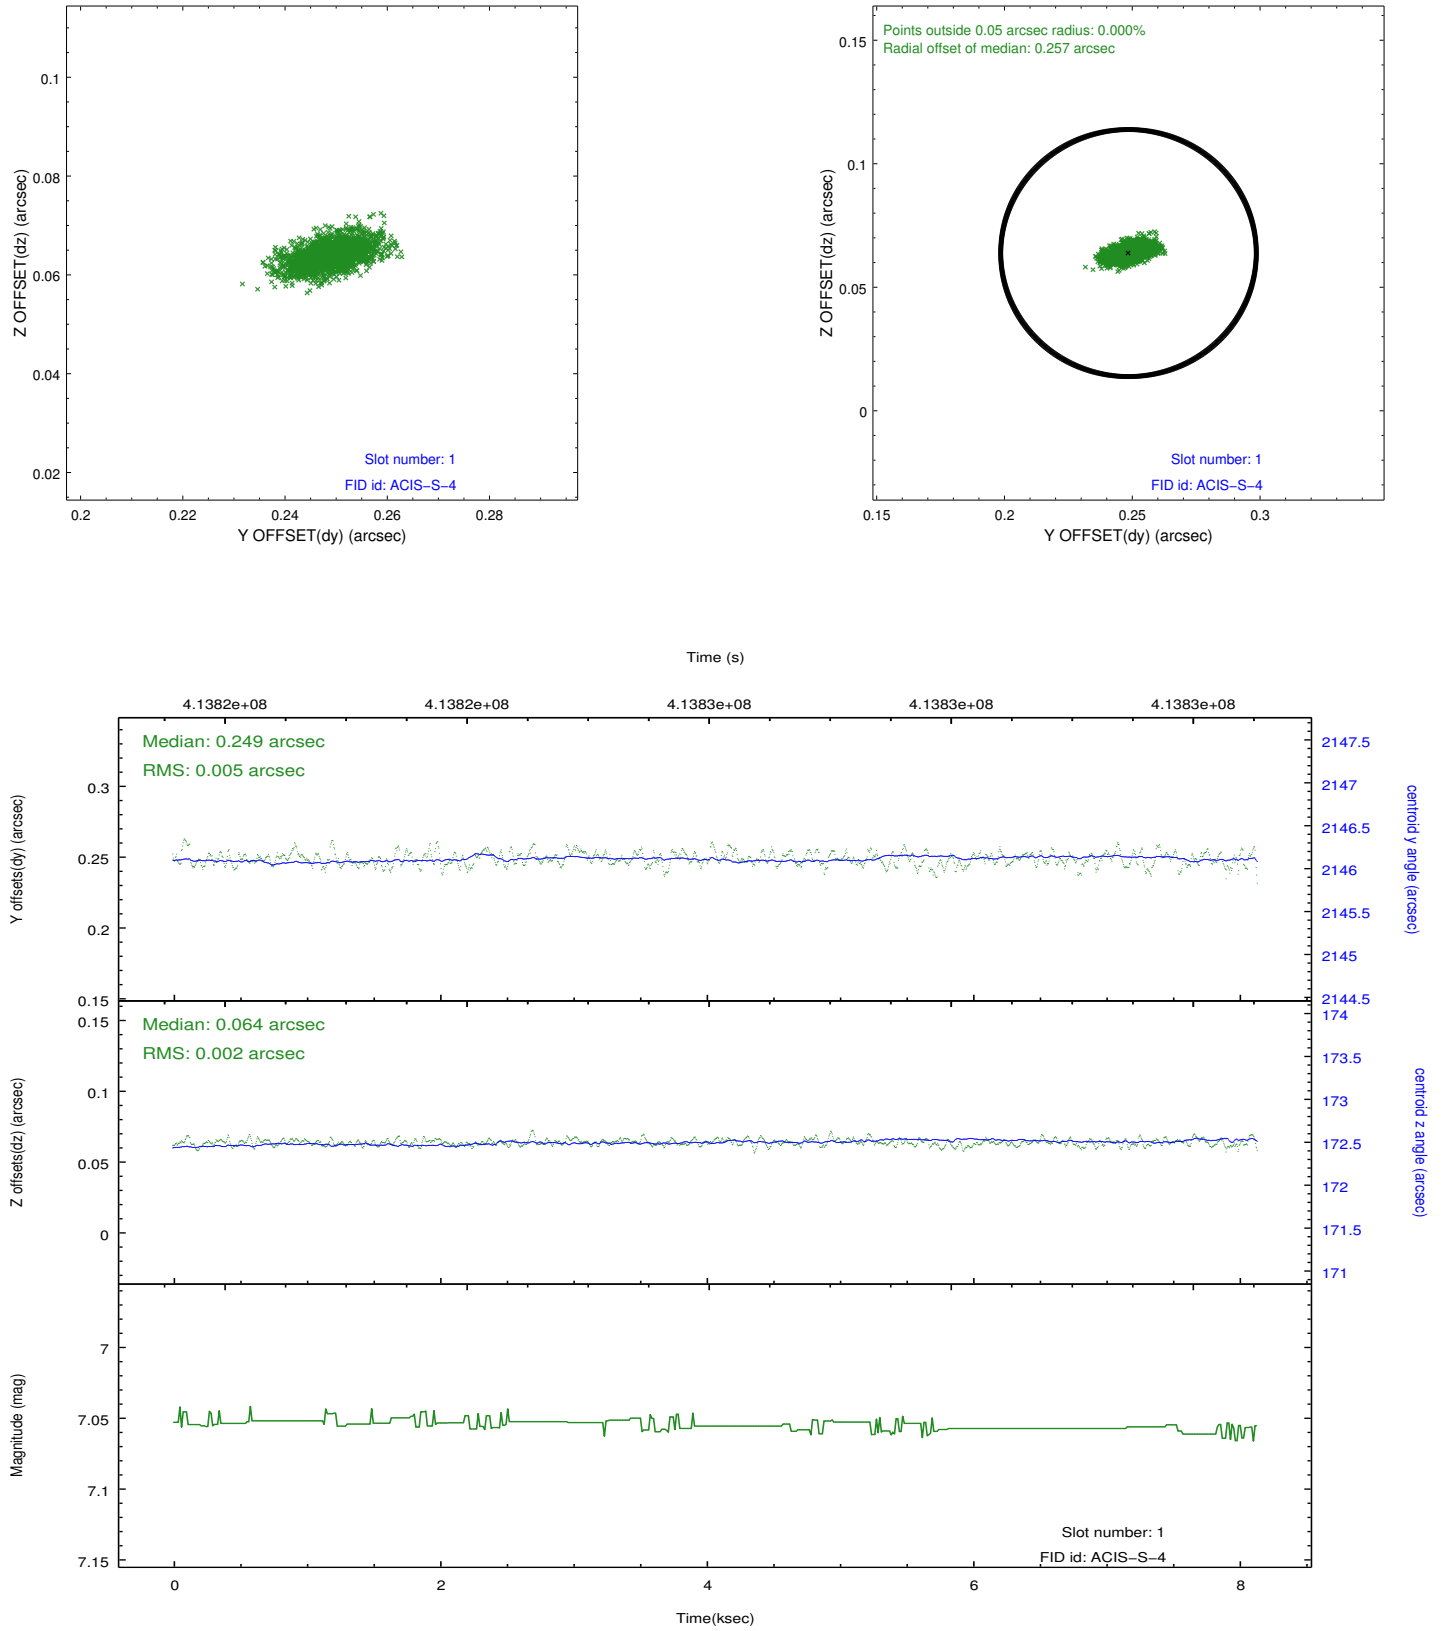 0.1
0.08
0.06
0.04
0.02
Z OFFSET(dz) (arcsec)
Slot number: 1
FID id: ACIS−S−4
0.2 0.22 0.24 0.26 0.28
Y OFFSET(dy) (arcsec)
Points outside 0.05 arcsec radius: 0.000%
Radial offset of median: 0.257 arcsec
0.15
0.1
0.05
0
Z OFFSET(dz) (arcsec)
Slot number: 1
FID id: ACIS−S−4
0.15 0.2 0.25 0.3
Y OFFSET(dy) (arcsec)
Time (s)
4.1382e+08 4.1382e+08 4.1383e+08 4.1383e+08 4.1383e+08
Median: 0.249 arcsec
RMS: 0.005 arcsec
0.3
0.25
0.2
0.15
Y offsets(dy) (arcsec)
2147.5
2147
2146.5
2146
2145.5
2145
2144.5
centroid y angle (arcsec)
Median: 0.064 arcsec
RMS: 0.002 arcsec
0.15
0.1
0.05
0
Z offsets(dz) (arcsec)
174
173.5
173
172.5
172
171.5
171
centroid z angle (arcsec)
7
7.05
7.1
7.15
Magnitude (mag)
Slot number: 1
FID id: ACIS−S−4
0 2 4 6 8
Time(ksec)